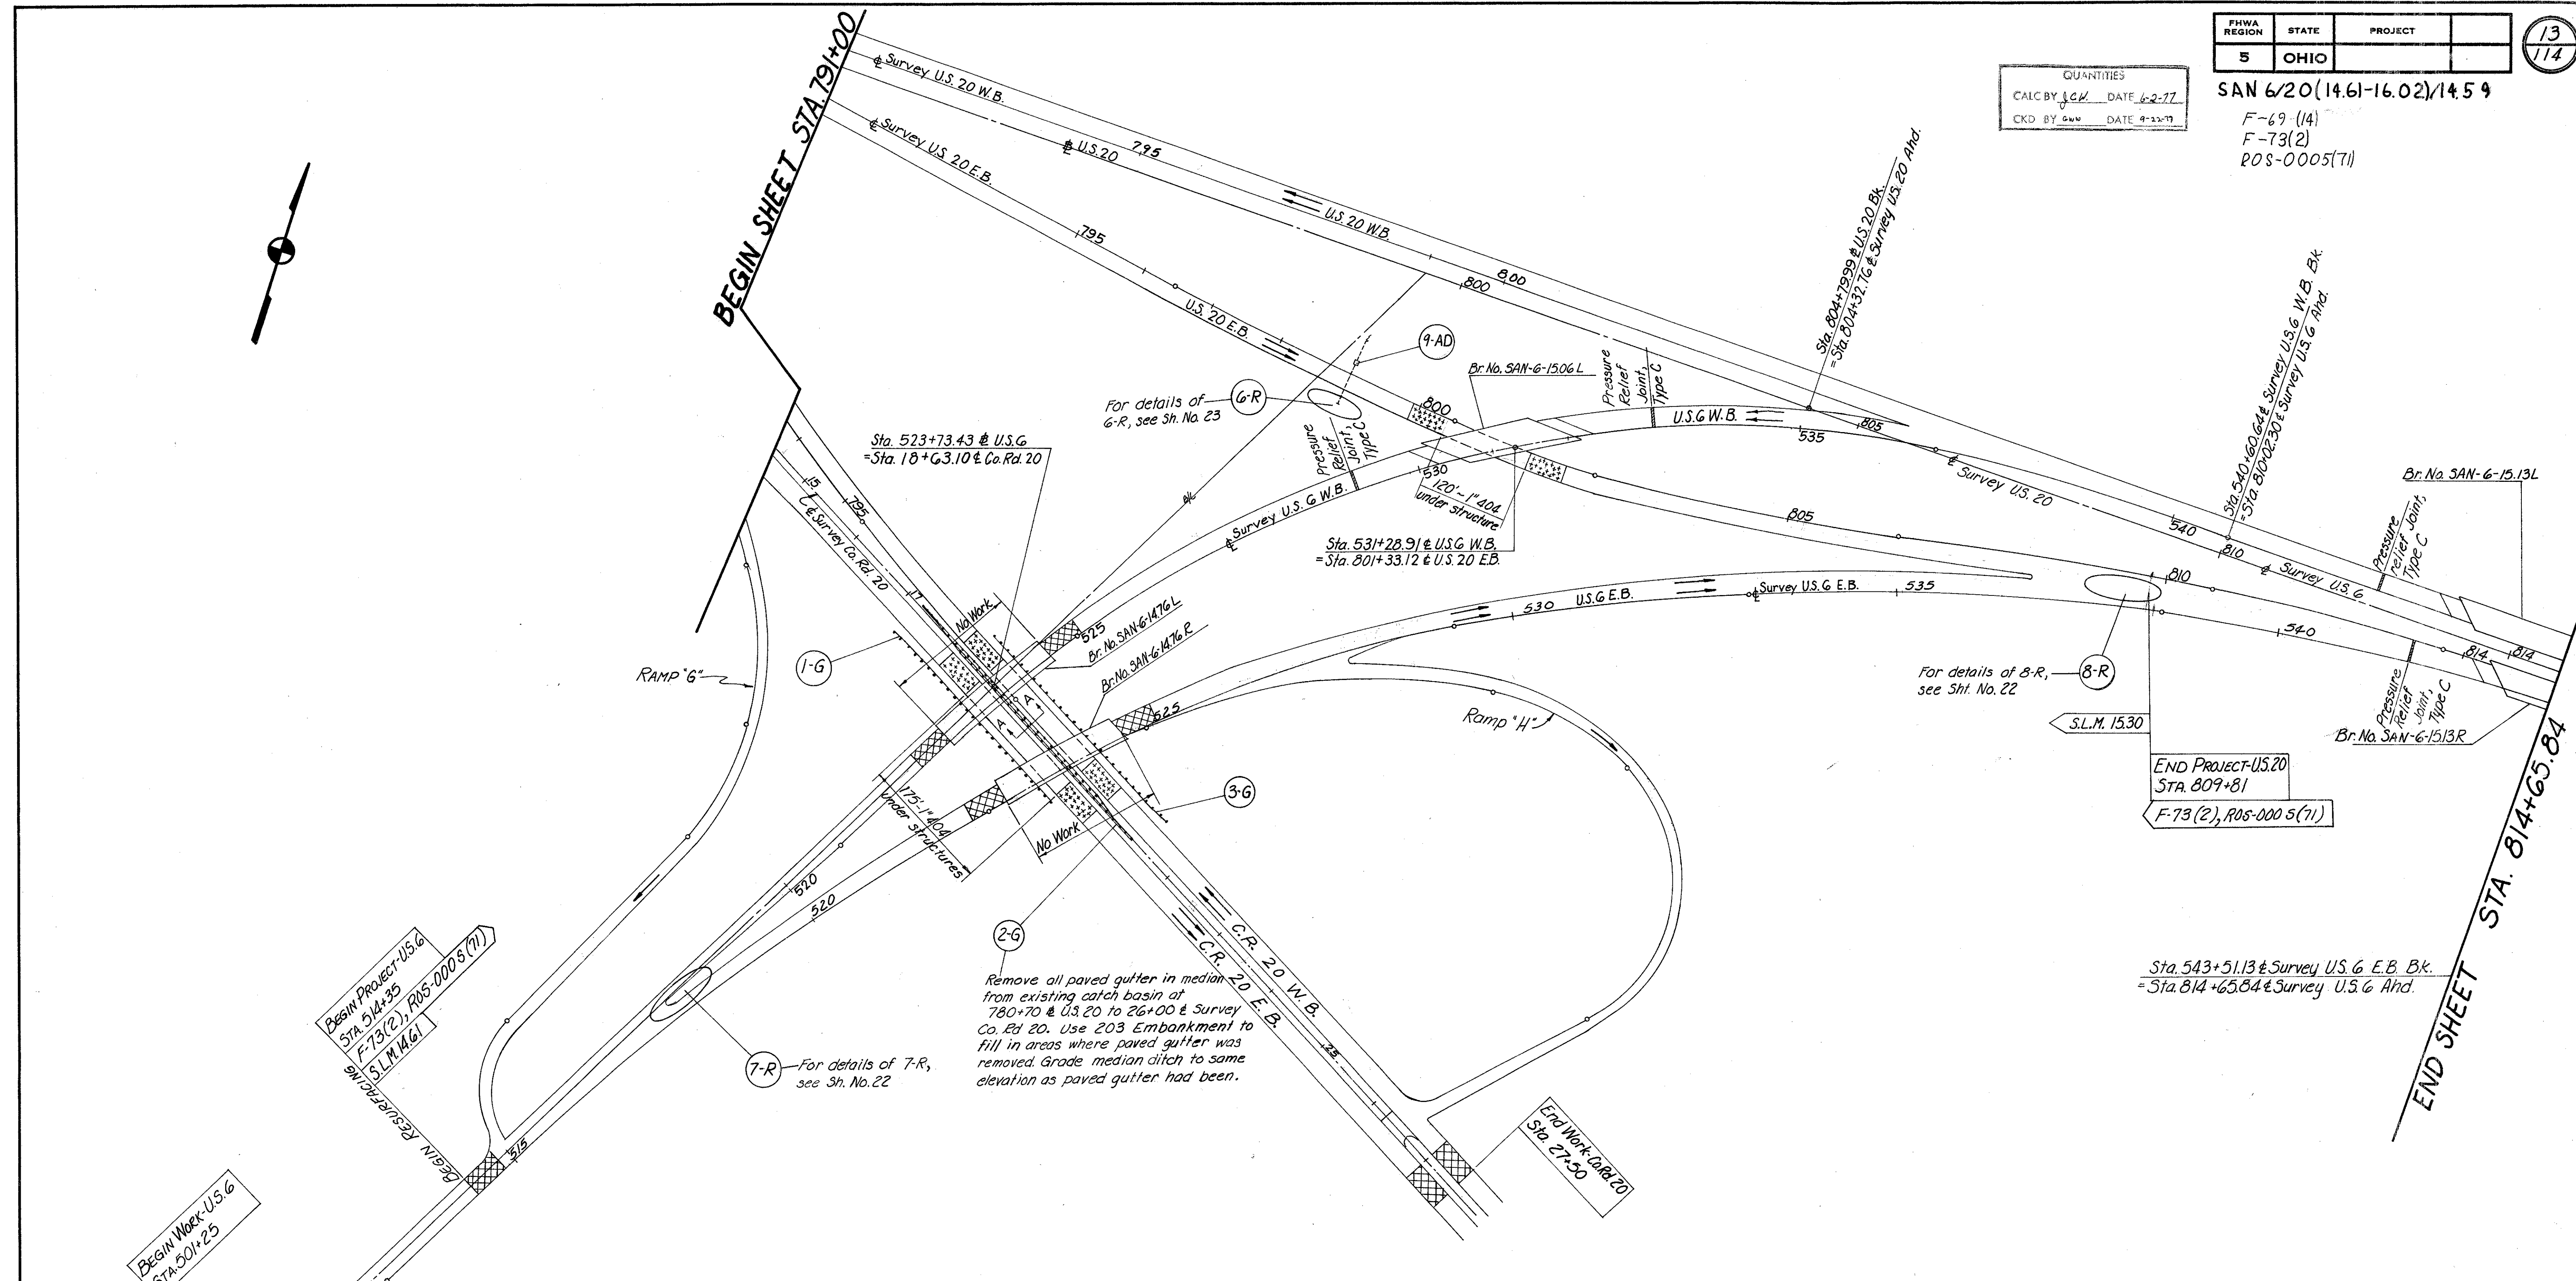 FHWA REGION STATE PROJECT
5 OHIO
13
114
QUANTITIES
CALC BY J.C.W. DATE 6-2-77
CKD BY GWW DATE 9-22-77
SAN 6/20(14.61-16.02)/14.59
F-69-(14)
F-73(2)
ROS-000S(71)
BEGIN SHEET STA. 791+00
℄ Survey U.S. 20 W.B.
℄ Survey U.S. 20 E.B.
℄ U.S. 20
795
U.S. 20 W.B.
800
800
795
U.S. 20 E.B.
Sta. 804+79.99 ℄ U.S. 20 Bk.
=Sta. 804+32.76 ℄ Survey U.S. 20 Ahd.
Sta. 540+60.64 ℄ Survey U.S. 6 W.B. Bk.
=Sta. 810+02.30 ℄ Survey U.S. 6 Ahd.
9-AD
6-R
For details of
6-R, see Sh. No. 23
Br. No. SAN-6-15.06 L
Pressure
Relief
Joint,
Type C
Pressure
Relief
Joint,
Type C
800
U.S. 6 W.B.
805
535
℄ Survey U.S. 20
Br. No. SAN-6-15.13L
Sta. 523+73.43 ℄ U.S. 6
=Sta. 18+63.10 ℄ Co. Rd. 20
15
795
℄ Survey Co. Rd. 20
17
℄ Survey U.S. 6 W.B.
530
120'~1" 404
under structure
Sta. 531+28.91 ℄ U.S. 6 W.B.
=Sta. 801+33.12 ℄ U.S. 20 E.B.
805
540
810
℄ Survey U.S. 6
Pressure
relief Joint,
Type C
810
℄ Survey U.S. 6 E.B.
535
U.S. 6 E.B.
530
540
814
814
Pressure
Relief
Joint,
Type C
Br. No. SAN-6-15.13R
For details of 8-R,
see Sht. No. 22
8-R
S.L.M. 15.30
END PROJECT-U.S. 20
STA. 809+81
F-73(2), ROS-000S(71)
RAMP "G"
1-G
No Work
525
Br. No. SAN-6-14.76 L
Br. No. SAN-6-14.76 R
A
A
525
Ramp "H"
3-G
175'-1" 404
under structures
No Work
520
520
2-G
Remove all paved gutter in median
from existing catch basin at
780+70 ℄ U.S. 20 to 26+00 ℄ Survey
Co. Rd 20. Use 203 Embankment to
fill in areas where paved gutter was
removed. Grade median ditch to same
elevation as paved gutter had been.
C.R. 20 W.B.
C.R. 20 E.B.
25
7-R
For details of 7-R,
see Sh. No. 22
BEGIN PROJECT-U.S. 6
STA. 514+35
F-73(2), ROS-000S(71)
S.L.M. 14.61
BEGIN RESURFACING
515
BEGIN WORK-U.S. 6
STA. 501+25
End Work-Co. Rd. 20
Sta. 27+50
Sta. 543+51.13 ℄ Survey U.S. 6 E.B. Bk.
=Sta. 814+65.84 ℄ Survey U.S. 6 Ahd.
END SHEET STA. 814+65.84